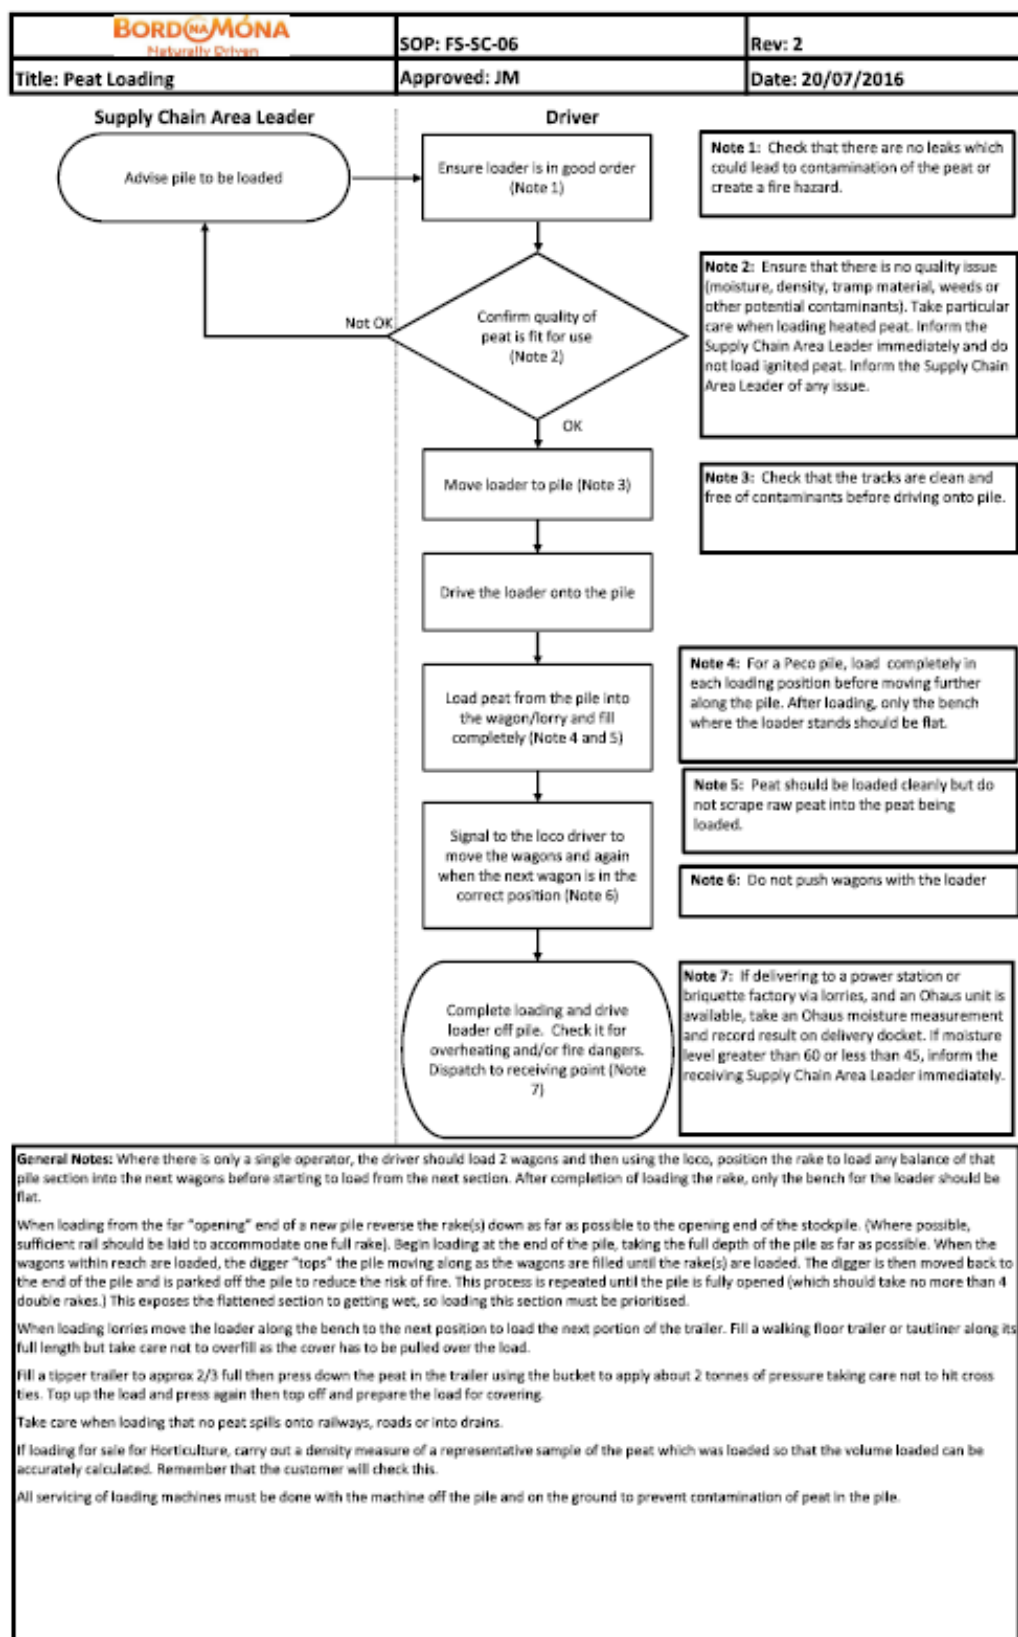 BORD NA MÓNA
Naturally Driven
SOP: FS-SC-06
Rev: 2
Title: Peat Loading
Approved: JM
Date: 20/07/2016
Supply Chain Area Leader
Driver
Advise pile to be loaded
Ensure loader is in good order
(Note 1)
Note 1: Check that there are no leaks which
could lead to contamination of the peat or
create a fire hazard.
Not OK
Confirm quality of
peat is fit for use
(Note 2)
OK
Note 2: Ensure that there is no quality issue
(moisture, density, tramp material, weeds or
other potential contaminants). Take particular
care when loading heated peat. Inform the
Supply Chain Area Leader immediately and do
not load ignited peat. Inform the Supply Chain
Area Leader of any issue.
Move loader to pile (Note 3)
Note 3: Check that the tracks are clean and
free of contaminants before driving onto pile.
Drive the loader onto the pile
Load peat from the pile into
the wagon/lorry and fill
completely (Note 4 and 5)
Note 4: For a Peco pile, load completely in
each loading position before moving further
along the pile. After loading, only the bench
where the loader stands should be flat.
Note 5: Peat should be loaded cleanly but do
not scrape raw peat into the peat being
loaded.
Signal to the loco driver to
move the wagons and again
when the next wagon is in the
correct position (Note 6)
Note 6: Do not push wagons with the loader
Complete loading and drive
loader off pile. Check it for
overheating and/or fire dangers.
Dispatch to receiving point (Note
7)
Note 7: If delivering to a power station or
briquette factory via lorries, and an Ohaus unit is
available, take an Ohaus moisture measurement
and record result on delivery docket. If moisture
level greater than 60 or less than 45, inform the
receiving Supply Chain Area Leader immediately.
General Notes: Where there is only a single operator, the driver should load 2 wagons and then using the loco, position the rake to load any balance of that
pile section into the next wagons before starting to load from the next section. After completion of loading the rake, only the bench for the loader should be
flat.
When loading from the far "opening" end of a new pile reverse the rake(s) down as far as possible to the opening end of the stockpile. (Where possible,
sufficient rail should be laid to accommodate one full rake). Begin loading at the end of the pile, taking the full depth of the pile as far as possible. When the
wagons within reach are loaded, the digger "tops" the pile moving along as the wagons are filled until the rake(s) are loaded. The digger is then moved back to
the end of the pile and is parked off the pile to reduce the risk of fire. This process is repeated until the pile is fully opened (which should take no more than 4
double rakes.) This exposes the flattened section to getting wet, so loading this section must be prioritised.
When loading lorries move the loader along the bench to the next position to load the next portion of the trailer. Fill a walking floor trailer or tautliner along its
full length but take care not to overfill as the cover has to be pulled over the load.
Fill a tipper trailer to approx 2/3 full then press down the peat in the trailer using the bucket to apply about 2 tonnes of pressure taking care not to hit cross
ties. Top up the load and press again then top off and prepare the load for covering.
Take care when loading that no peat spills onto railways, roads or into drains.
If loading for sale for Horticulture, carry out a density measure of a representative sample of the peat which was loaded so that the volume loaded can be
accurately calculated. Remember that the customer will check this.
All servicing of loading machines must be done with the machine off the pile and on the ground to prevent contamination of peat in the pile.